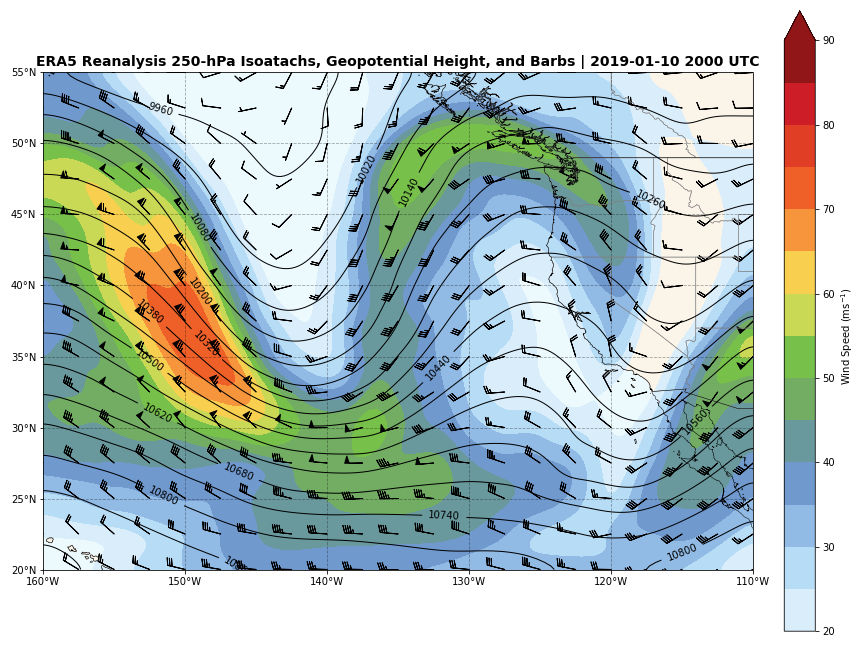 ERA5 Reanalysis 250-hPa Isoatachs, Geopotential Height, and Barbs | 2019-01-10 2000 UTC
55°N
50°N
45°N
40°N
35°N
30°N
25°N
20°N
160°W 150°W 140°W 130°W 120°W 110°W
9960
10020
10140
10260
10080
10200
10380
10320
10500
10440
10620
10560
10680
10800
10740
10800
90
80
70
60
50
40
30
20
Wind Speed (ms⁻¹)